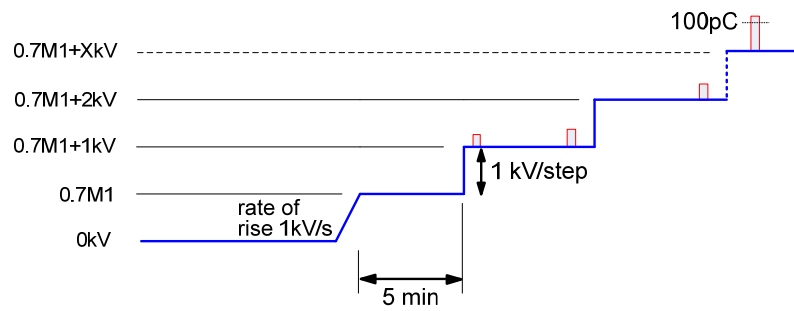 100pC
0.7M1+XkV
0.7M1+2kV
0.7M1+1kV
1 kV/step
0.7M1
rate of
rise 1kV/s
0kV
5 min